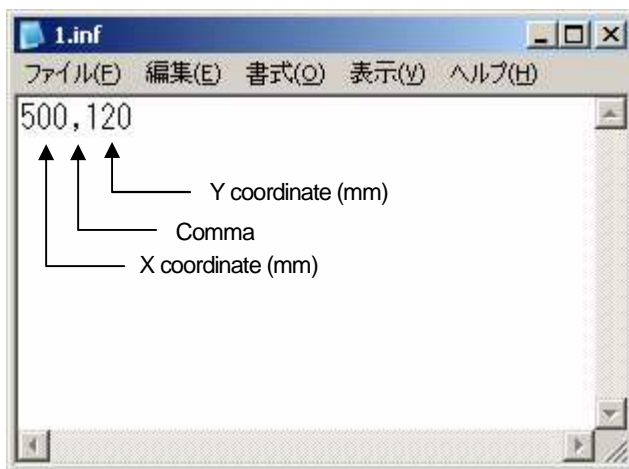 1.inf
ファイル(F) 編集(E) 書式(O) 表示(V) ヘルプ(H)
500,120
Y coordinate (mm)
Comma
X coordinate (mm)